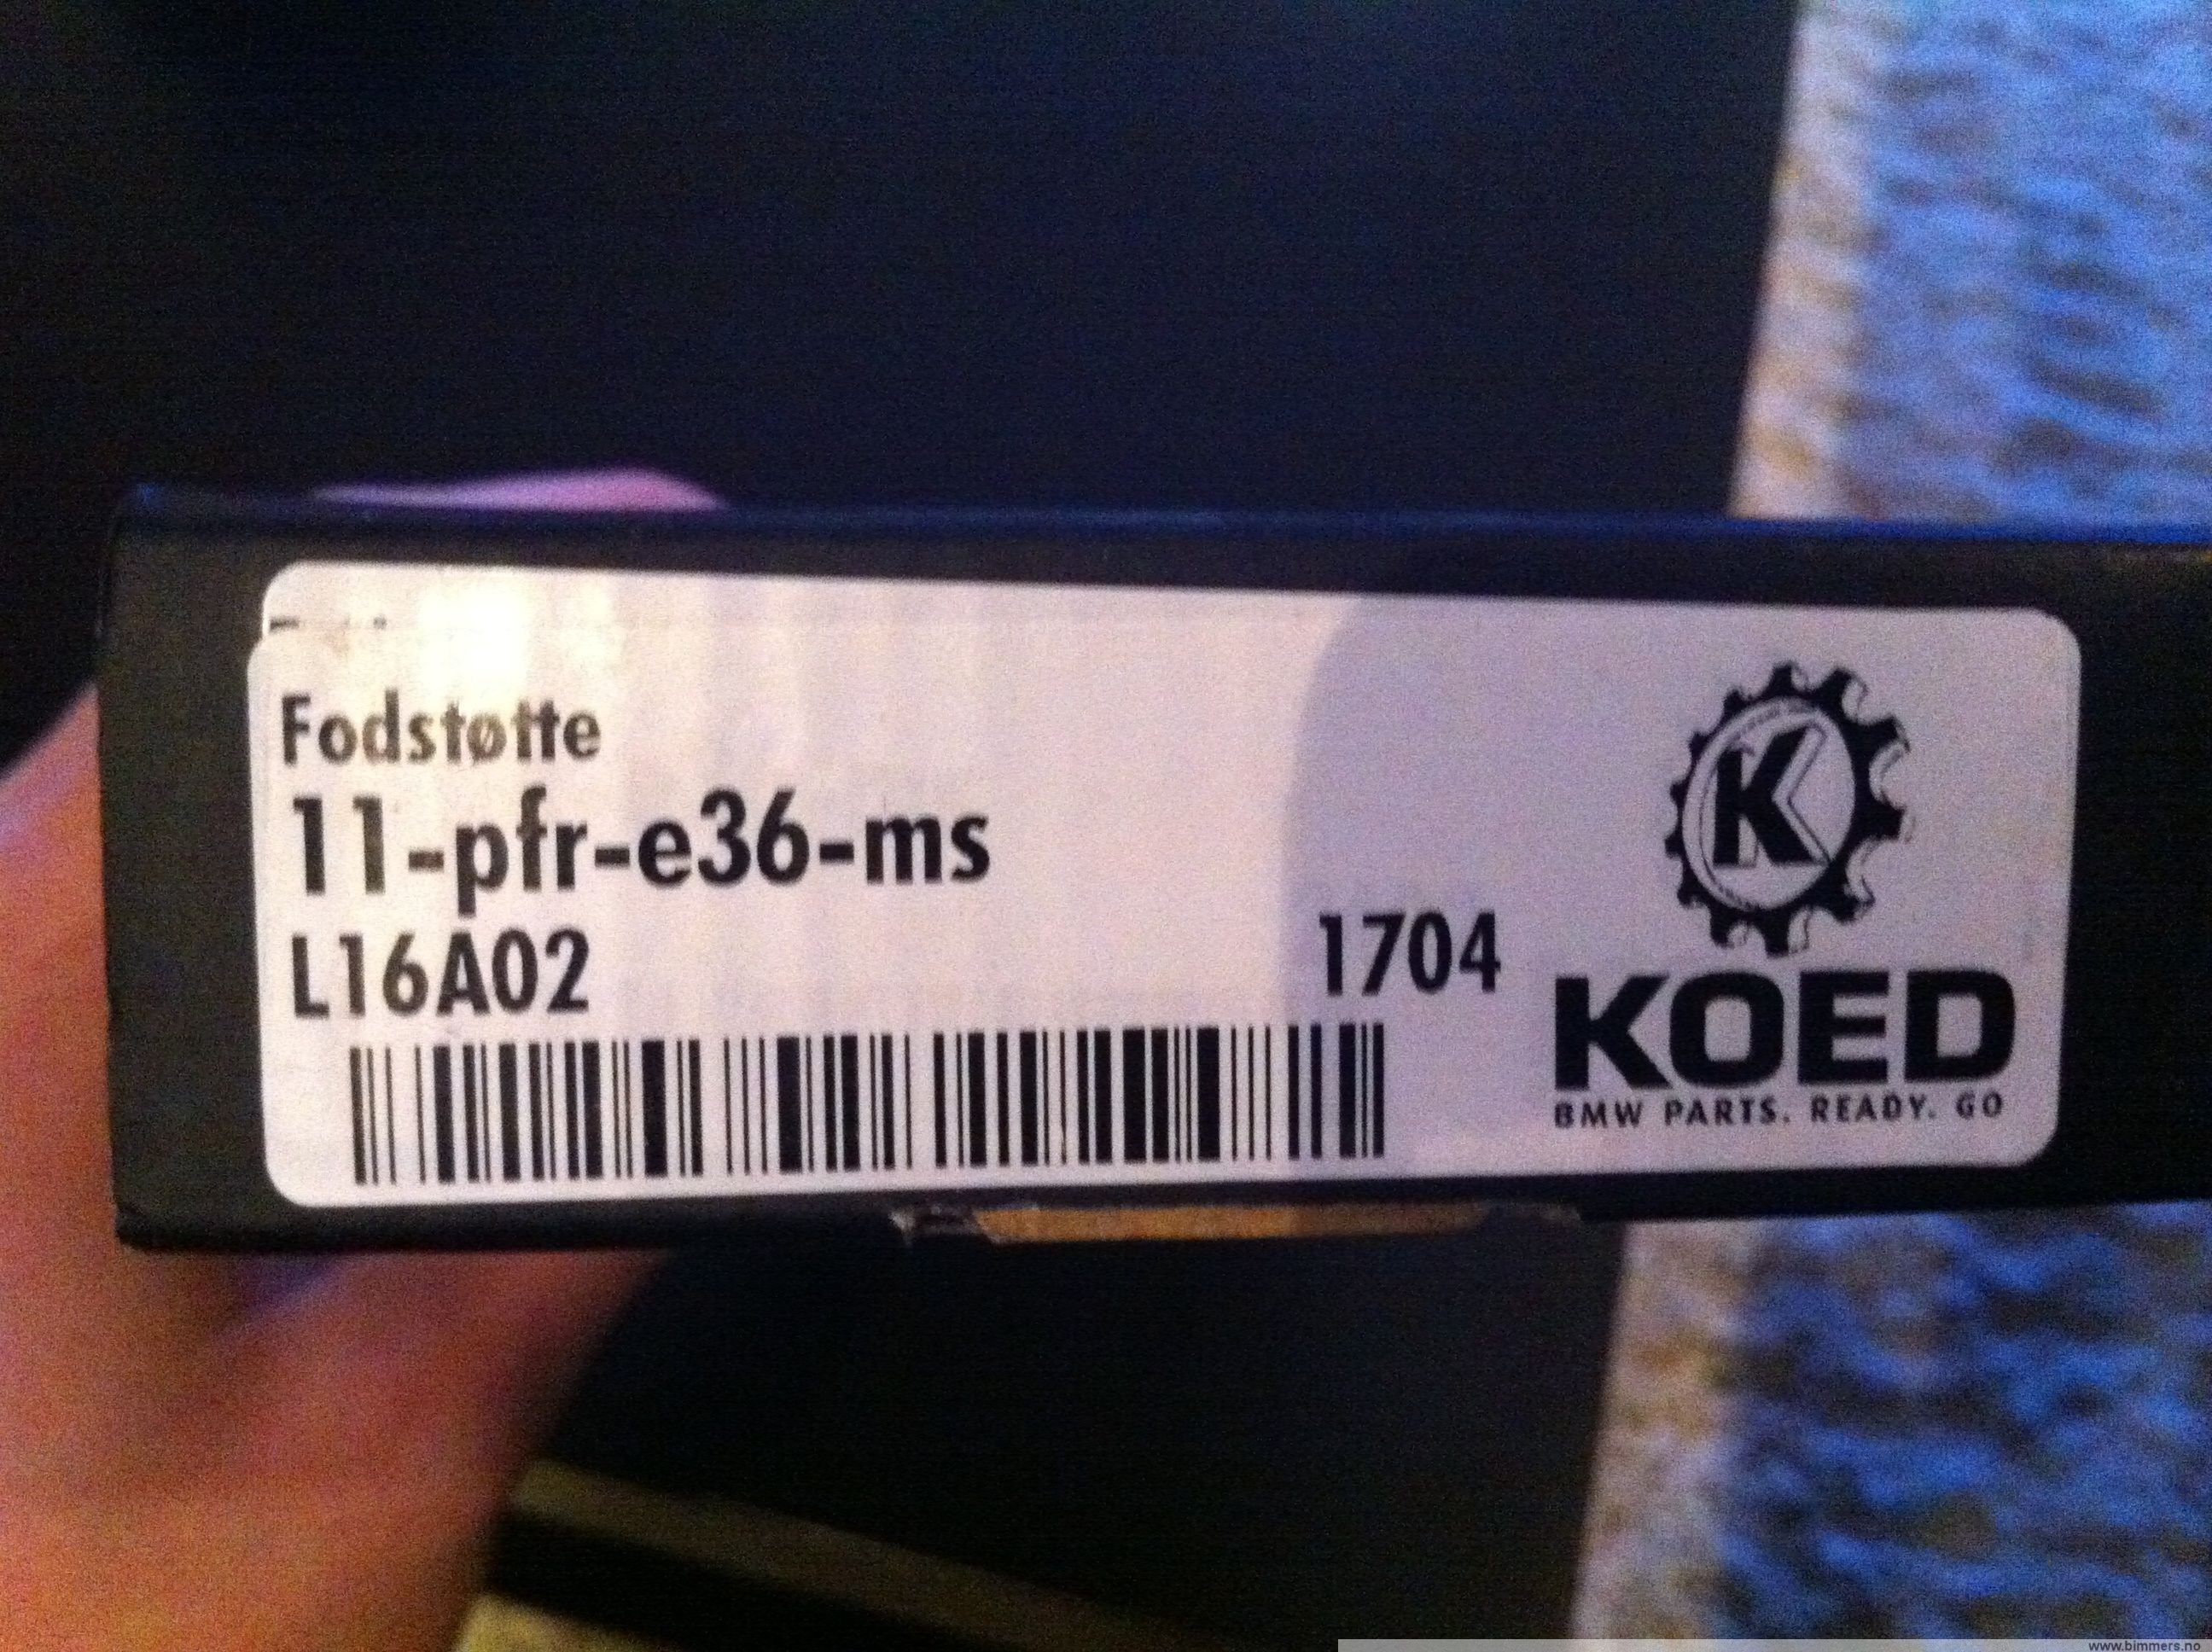 Fodstøtte
11-pfr-e36-ms
L16A02
1704
K
KOED
BMW PARTS. READY. GO
www.bimmers.no